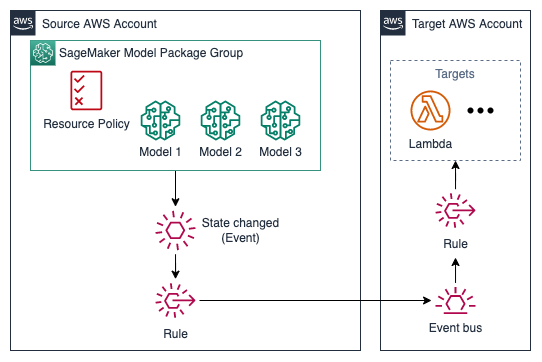 aws
Source AWS Account
SageMaker Model Package Group
Resource Policy
Model 1
Model 2
Model 3
State changed
(Event)
Rule
aws
Target AWS Account
Targets
Lambda
Rule
Event bus